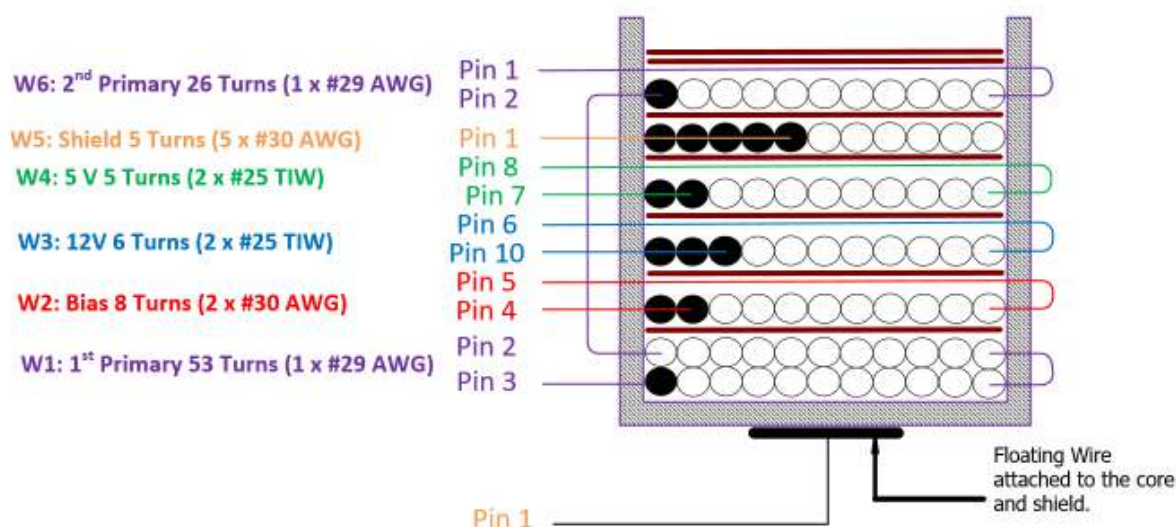 W6: 2nd Primary 26 Turns (1 x #29 AWG)
W5: Shield 5 Turns (5 x #30 AWG)
W4: 5 V 5 Turns (2 x #25 TIW)
W3: 12V 6 Turns (2 x #25 TIW)
W2: Bias 8 Turns (2 x #30 AWG)
W1: 1st Primary 53 Turns (1 x #29 AWG)
Pin 1
Pin 2
Pin 1
Pin 8
Pin 7
Pin 6
Pin 10
Pin 5
Pin 4
Pin 2
Pin 3
Pin 1
Floating Wire
attached to the core
and shield.